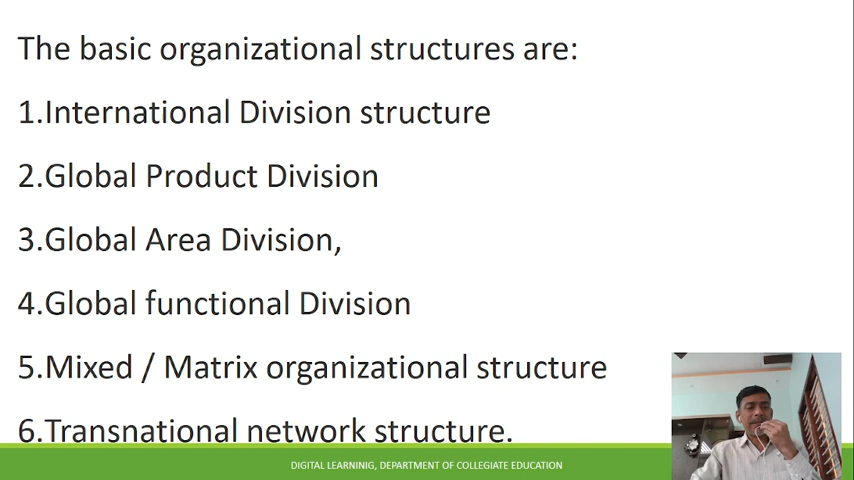 The basic organizational structures are:
1.International Division structure
2.Global Product Division
3.Global Area Division,
4.Global functional Division
5.Mixed / Matrix organizational structure
6.Transnational network structure.
DIGITAL LEARNINIG, DEPARTMENT OF COLLEGIATE EDUCATION